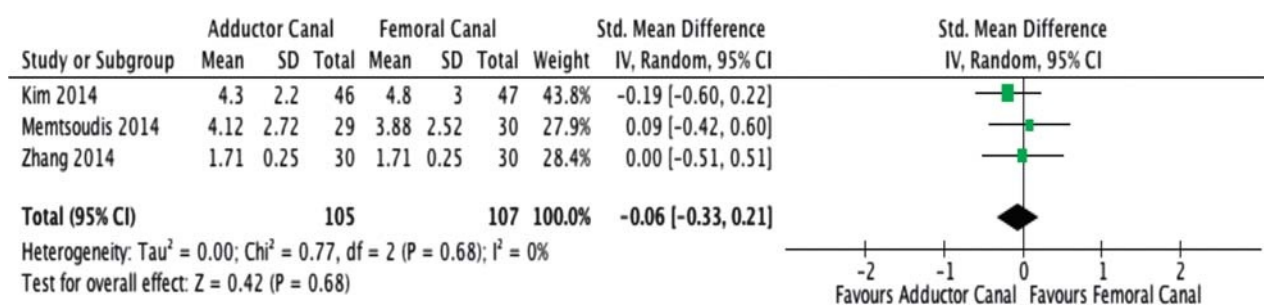 Adductor Canal Femoral Canal Std. Mean Difference Std. Mean Difference
Study or Subgroup Mean SD Total Mean SD Total Weight IV, Random, 95% CI IV, Random, 95% CI
Kim 2014 4.3 2.2 46 4.8 3 47 43.8% −0.19 [−0.60, 0.22]
Memtsoudis 2014 4.12 2.72 29 3.88 2.52 30 27.9% 0.09 [−0.42, 0.60]
Zhang 2014 1.71 0.25 30 1.71 0.25 30 28.4% 0.00 [−0.51, 0.51]
Total (95% CI) 105 107 100.0% −0.06 [−0.33, 0.21]
Heterogeneity: Tau² = 0.00; Chi² = 0.77, df = 2 (P = 0.68); I² = 0%
Test for overall effect: Z = 0.42 (P = 0.68)
−2 −1 0 1 2
Favours Adductor Canal Favours Femoral Canal